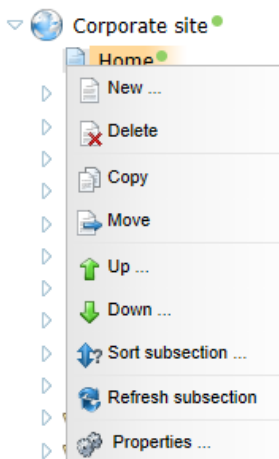 Corporate site
Home
New ...
Delete
Copy
Move
Up ...
Down ...
Sort subsection ...
Refresh subsection
Properties ...